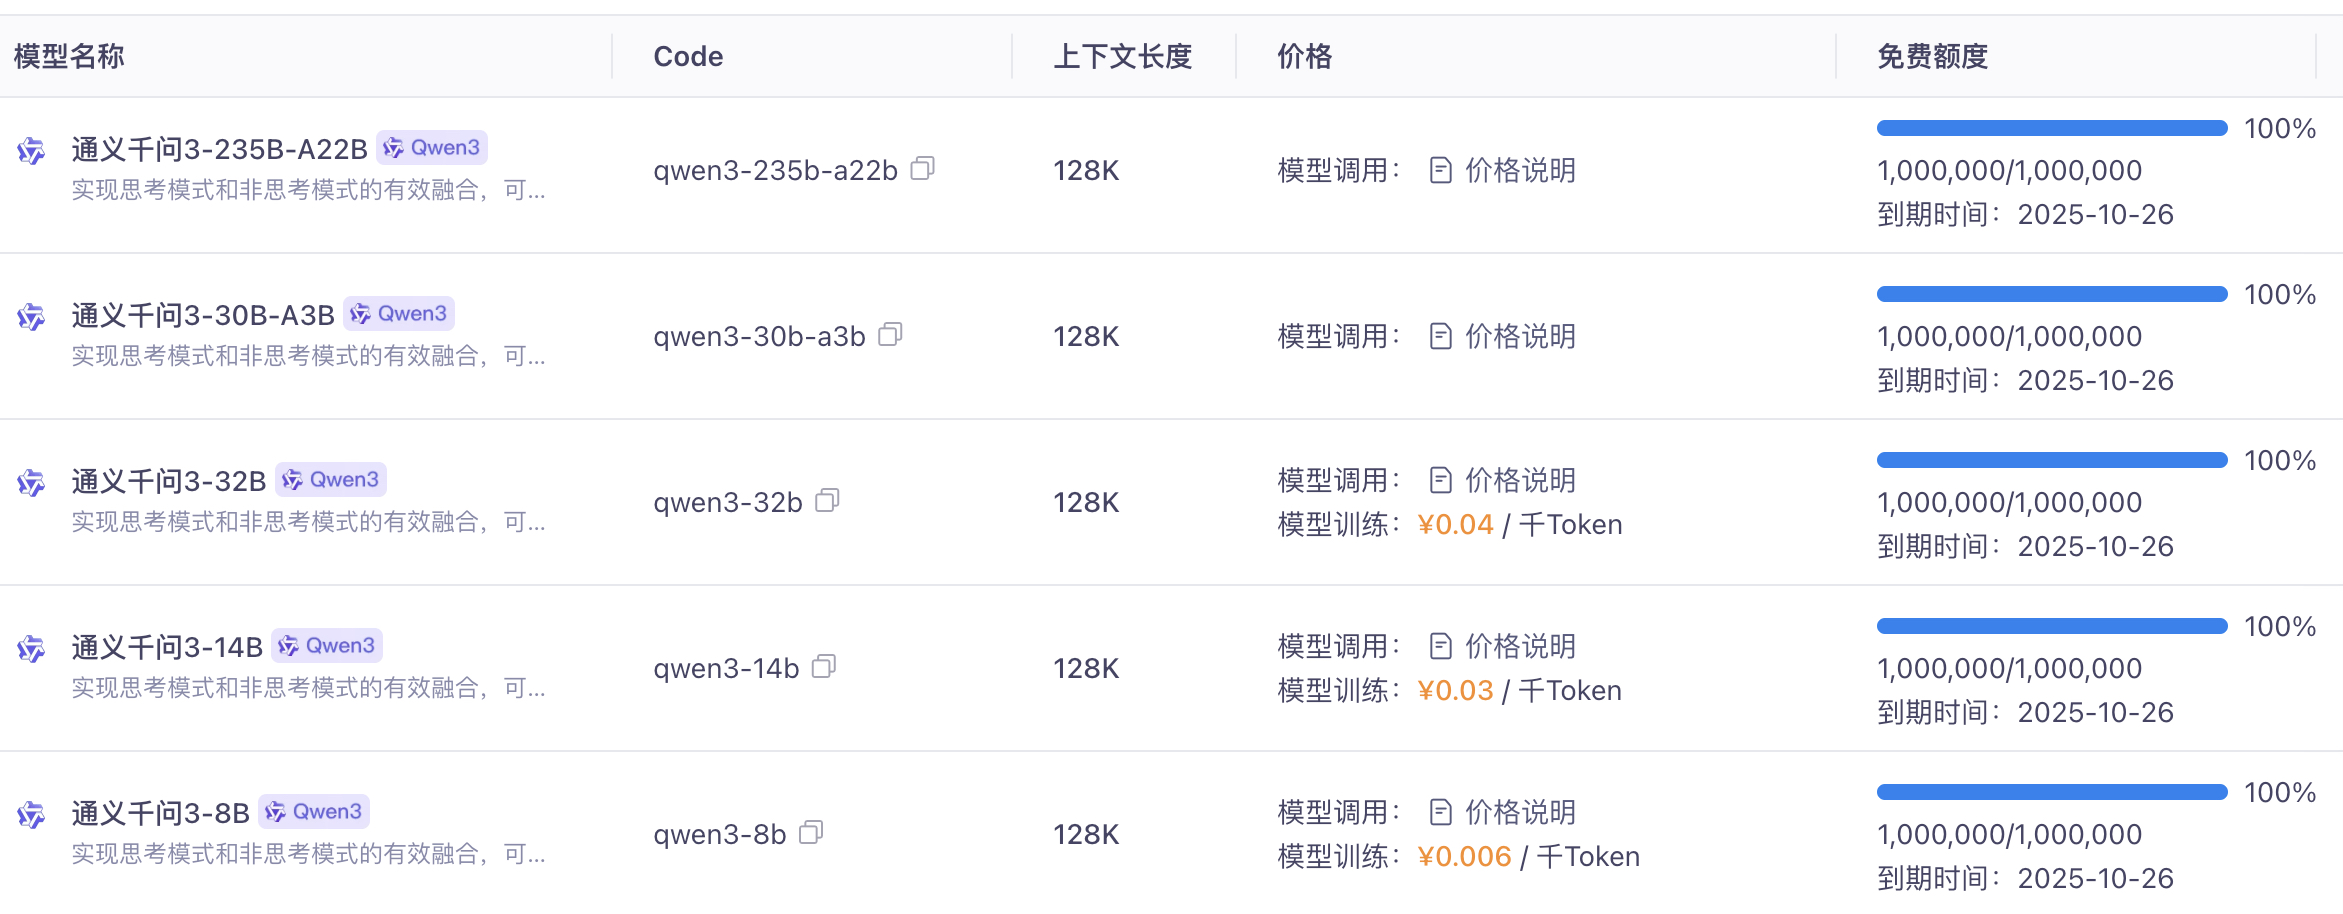 模型名称 Code 上下文长度 价格 免费额度
通义千问3-235B-A22B Qwen3
实现思考模式和非思考模式的有效融合，可...
qwen3-235b-a22b
128K
模型调用： 价格说明
100%
1,000,000/1,000,000
到期时间：2025-10-26
通义千问3-30B-A3B Qwen3
实现思考模式和非思考模式的有效融合，可...
qwen3-30b-a3b
128K
模型调用： 价格说明
100%
1,000,000/1,000,000
到期时间：2025-10-26
通义千问3-32B Qwen3
实现思考模式和非思考模式的有效融合，可...
qwen3-32b
128K
模型调用： 价格说明
模型训练：¥0.04 / 千Token
100%
1,000,000/1,000,000
到期时间：2025-10-26
通义千问3-14B Qwen3
实现思考模式和非思考模式的有效融合，可...
qwen3-14b
128K
模型调用： 价格说明
模型训练：¥0.03 / 千Token
100%
1,000,000/1,000,000
到期时间：2025-10-26
通义千问3-8B Qwen3
实现思考模式和非思考模式的有效融合，可...
qwen3-8b
128K
模型调用： 价格说明
模型训练：¥0.006 / 千Token
100%
1,000,000/1,000,000
到期时间：2025-10-26